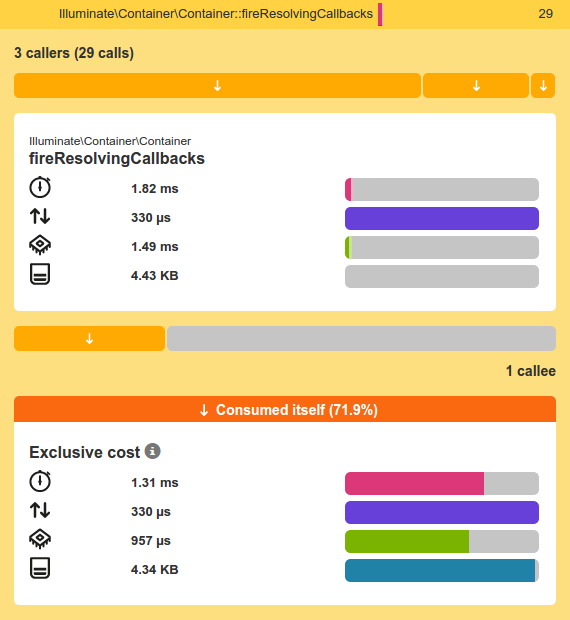 Illuminate\Container\Container::fireResolvingCallbacks 29
3 callers (29 calls)
↓ ↓ ↓
Illuminate\Container\Container
fireResolvingCallbacks
1.82 ms
330 µs
1.49 ms
4.43 KB
↓
1 callee
↓ Consumed itself (71.9%)
Exclusive cost
1.31 ms
330 µs
957 µs
4.34 KB